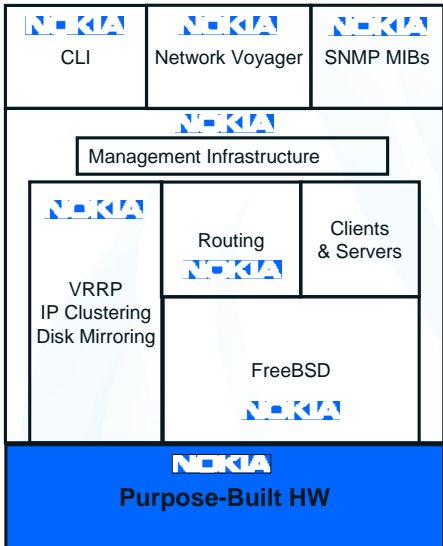 NOKIA
CLI
NOKIA
Network Voyager
NOKIA
SNMP MIBs
NOKIA
Management Infrastructure
NOKIA
VRRP
IP Clustering
Disk Mirroring
Routing
NOKIA
Clients
& Servers
FreeBSD
NOKIA
NOKIA
Purpose-Built HW